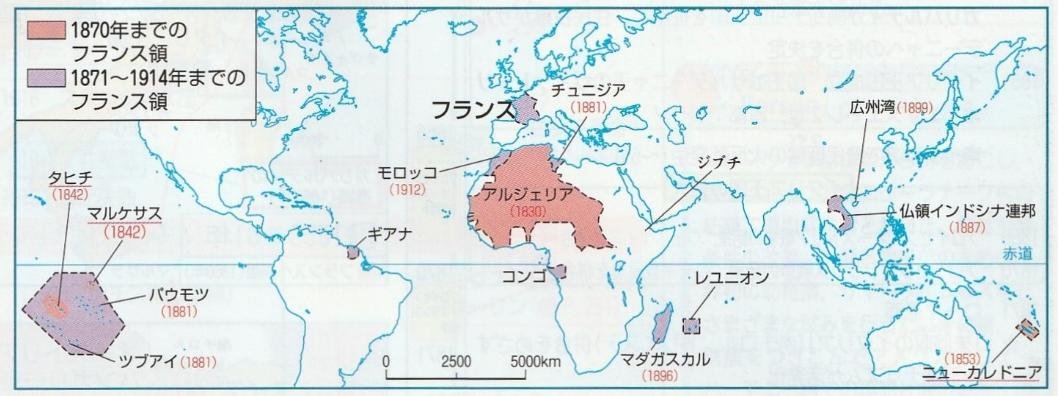 1870年までの
フランス領
1871～1914年までの
フランス領
フランス
チュニジア
(1881)
広州湾(1899)
モロッコ
(1912)
アルジェリア
(1830)
ジブチ
タヒチ
(1842)
マルケサス
(1842)
仏領インドシナ連邦
(1887)
ギアナ
赤道
コンゴ
レユニオン
パウモツ
(1881)
ツブアイ(1881)
0 2500 5000km
マダガスカル
(1896)
(1853)
ニューカレドニア